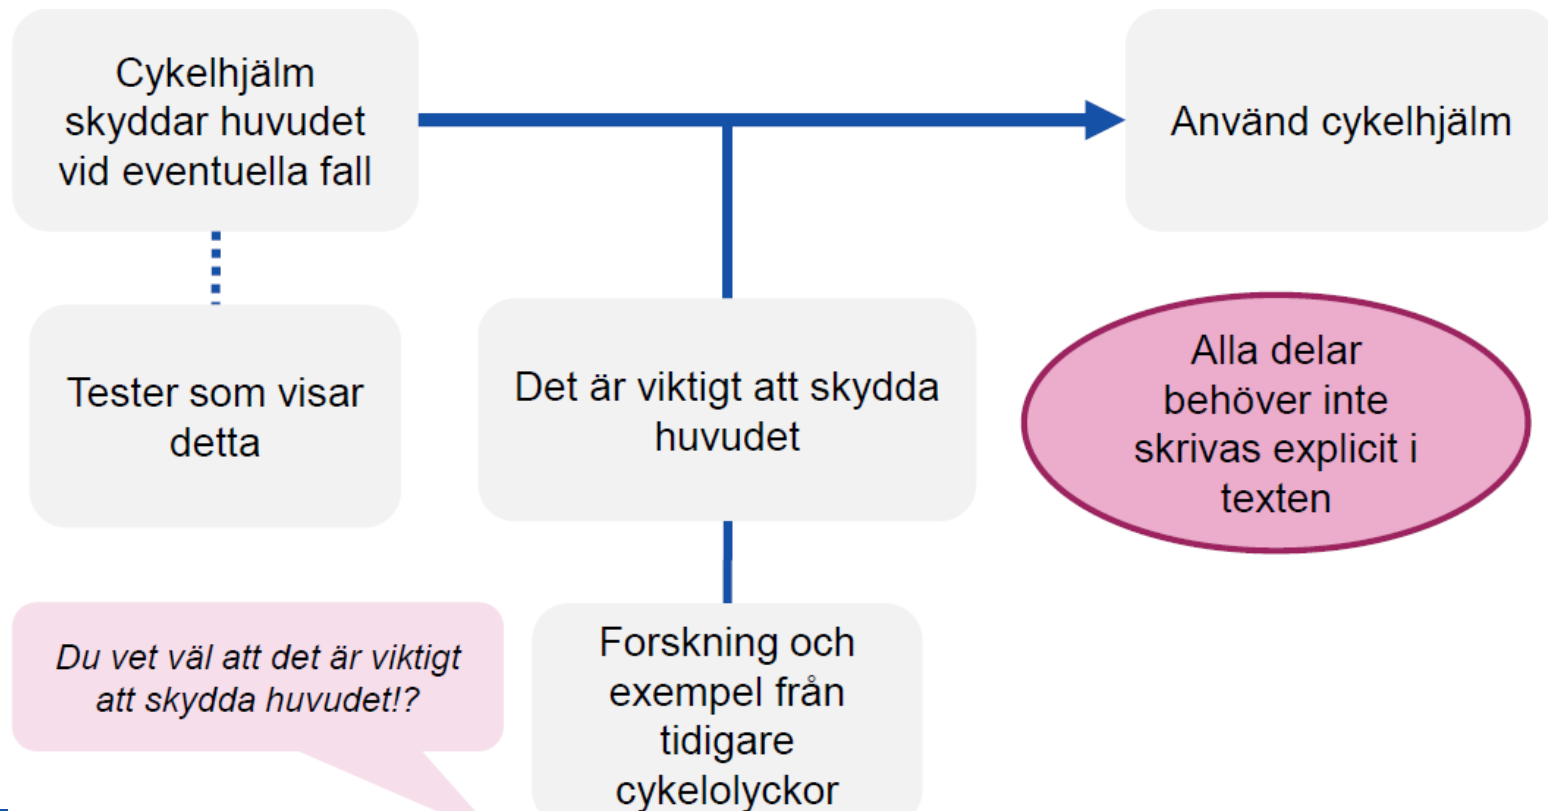 Cykelhjälm
skyddar huvudet
vid eventuella fall
Använd cykelhjälm
Tester som visar
detta
Det är viktigt att skydda
huvudet
Alla delar
behöver inte
skrivas explicit i
texten
Du vet väl att det är viktigt
att skydda huvudet!?
Forskning och
exempel från
tidigare
cykelolyckor